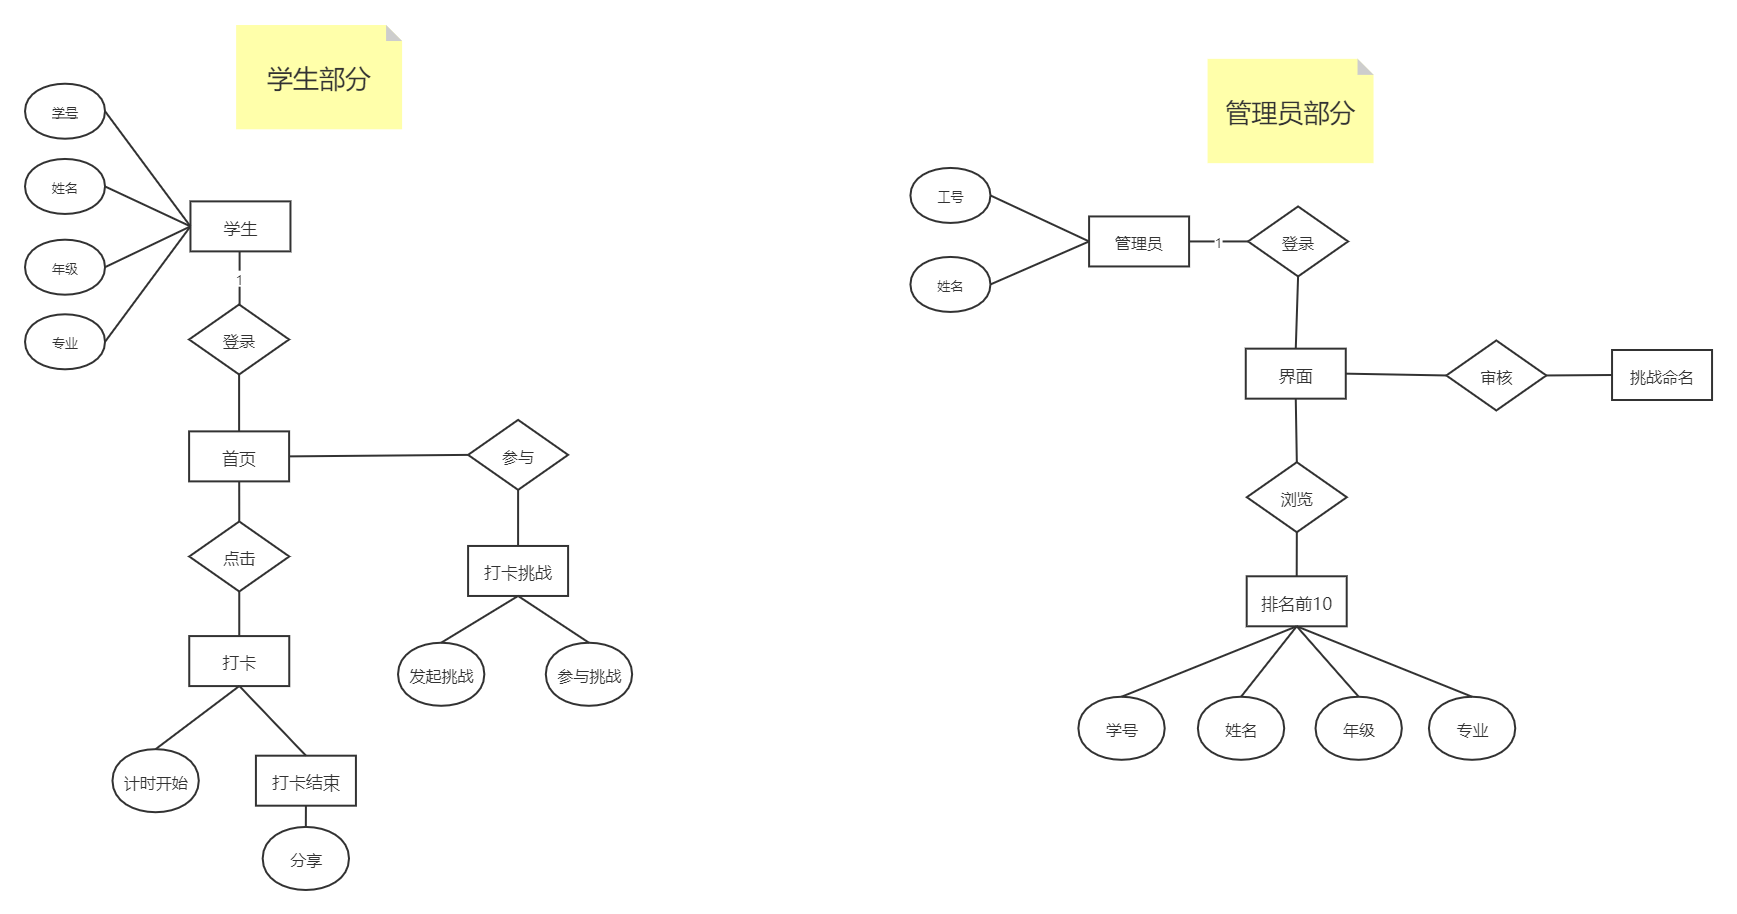 学生部分
学号
姓名
年级
专业
学生
1
登录
首页
参与
点击
打卡挑战
打卡
发起挑战
参与挑战
计时开始
打卡结束
分享
管理员部分
工号
姓名
管理员
1
登录
界面
审核
挑战命名
浏览
排名前10
学号
姓名
年级
专业